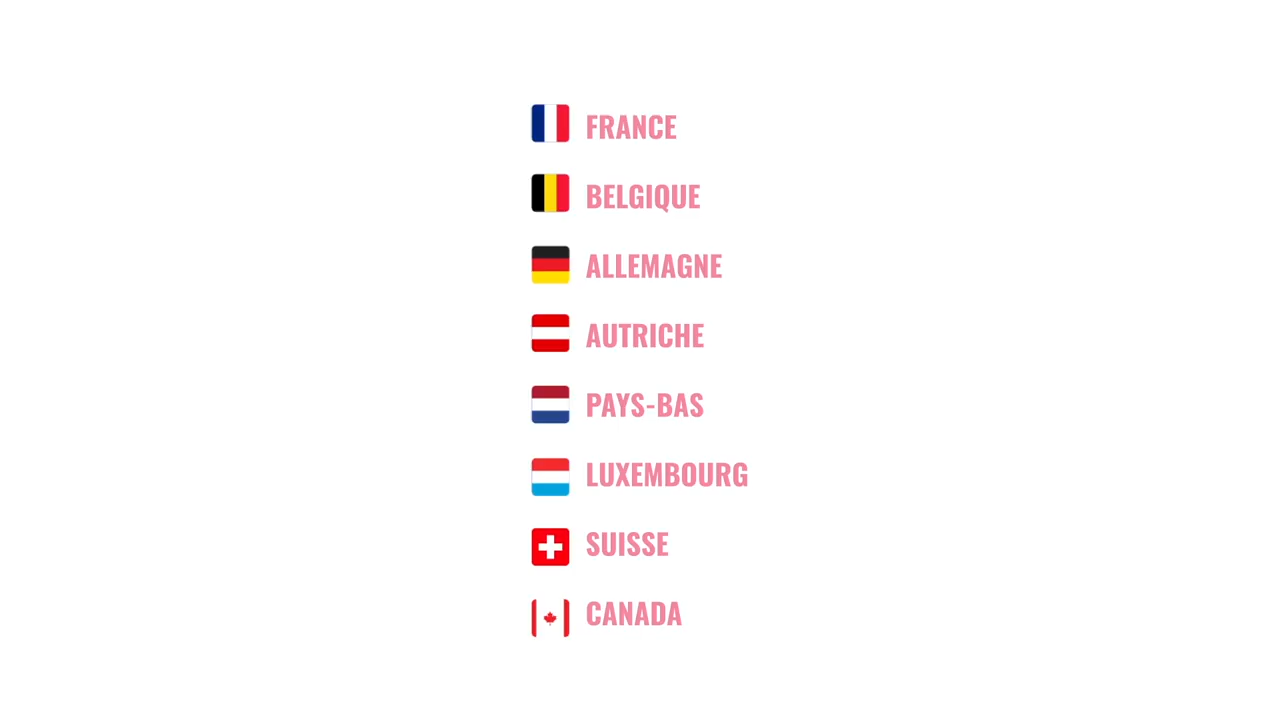 FRANCE
BELGIQUE
ALLEMAGNE
AUTRICHE
PAYS-BAS
LUXEMBOURG
SUISSE
CANADA